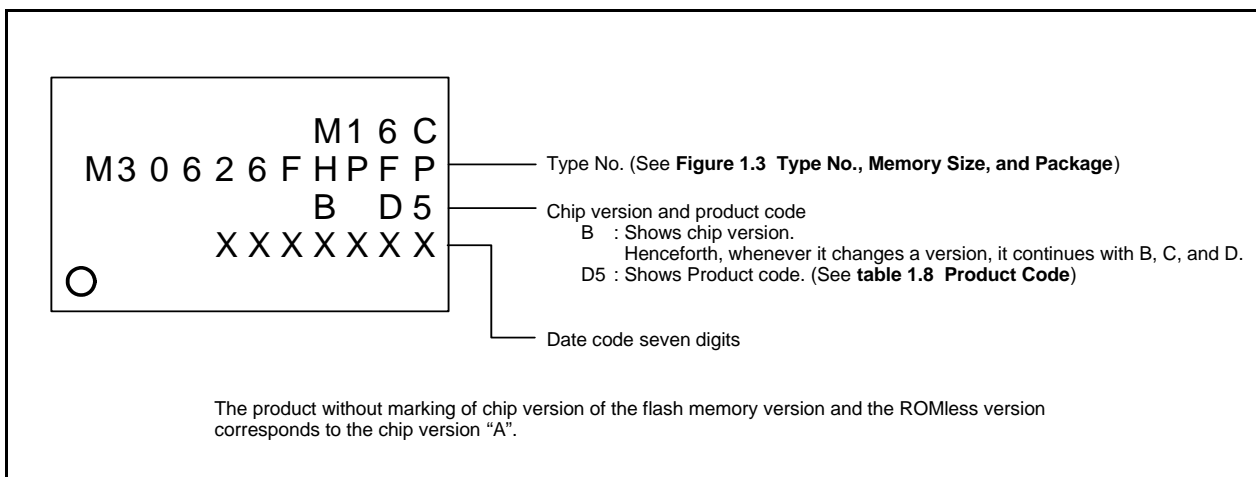 M16C
M30626FHPFP
B D5
XXXXXXX
Type No. (See Figure 1.3 Type No., Memory Size, and Package)
Chip version and product code
B : Shows chip version.
Henceforth, whenever it changes a version, it continues with B, C, and D.
D5 : Shows Product code. (See table 1.8 Product Code)
Date code seven digits
The product without marking of chip version of the flash memory version and the ROMless version
corresponds to the chip version “A”.